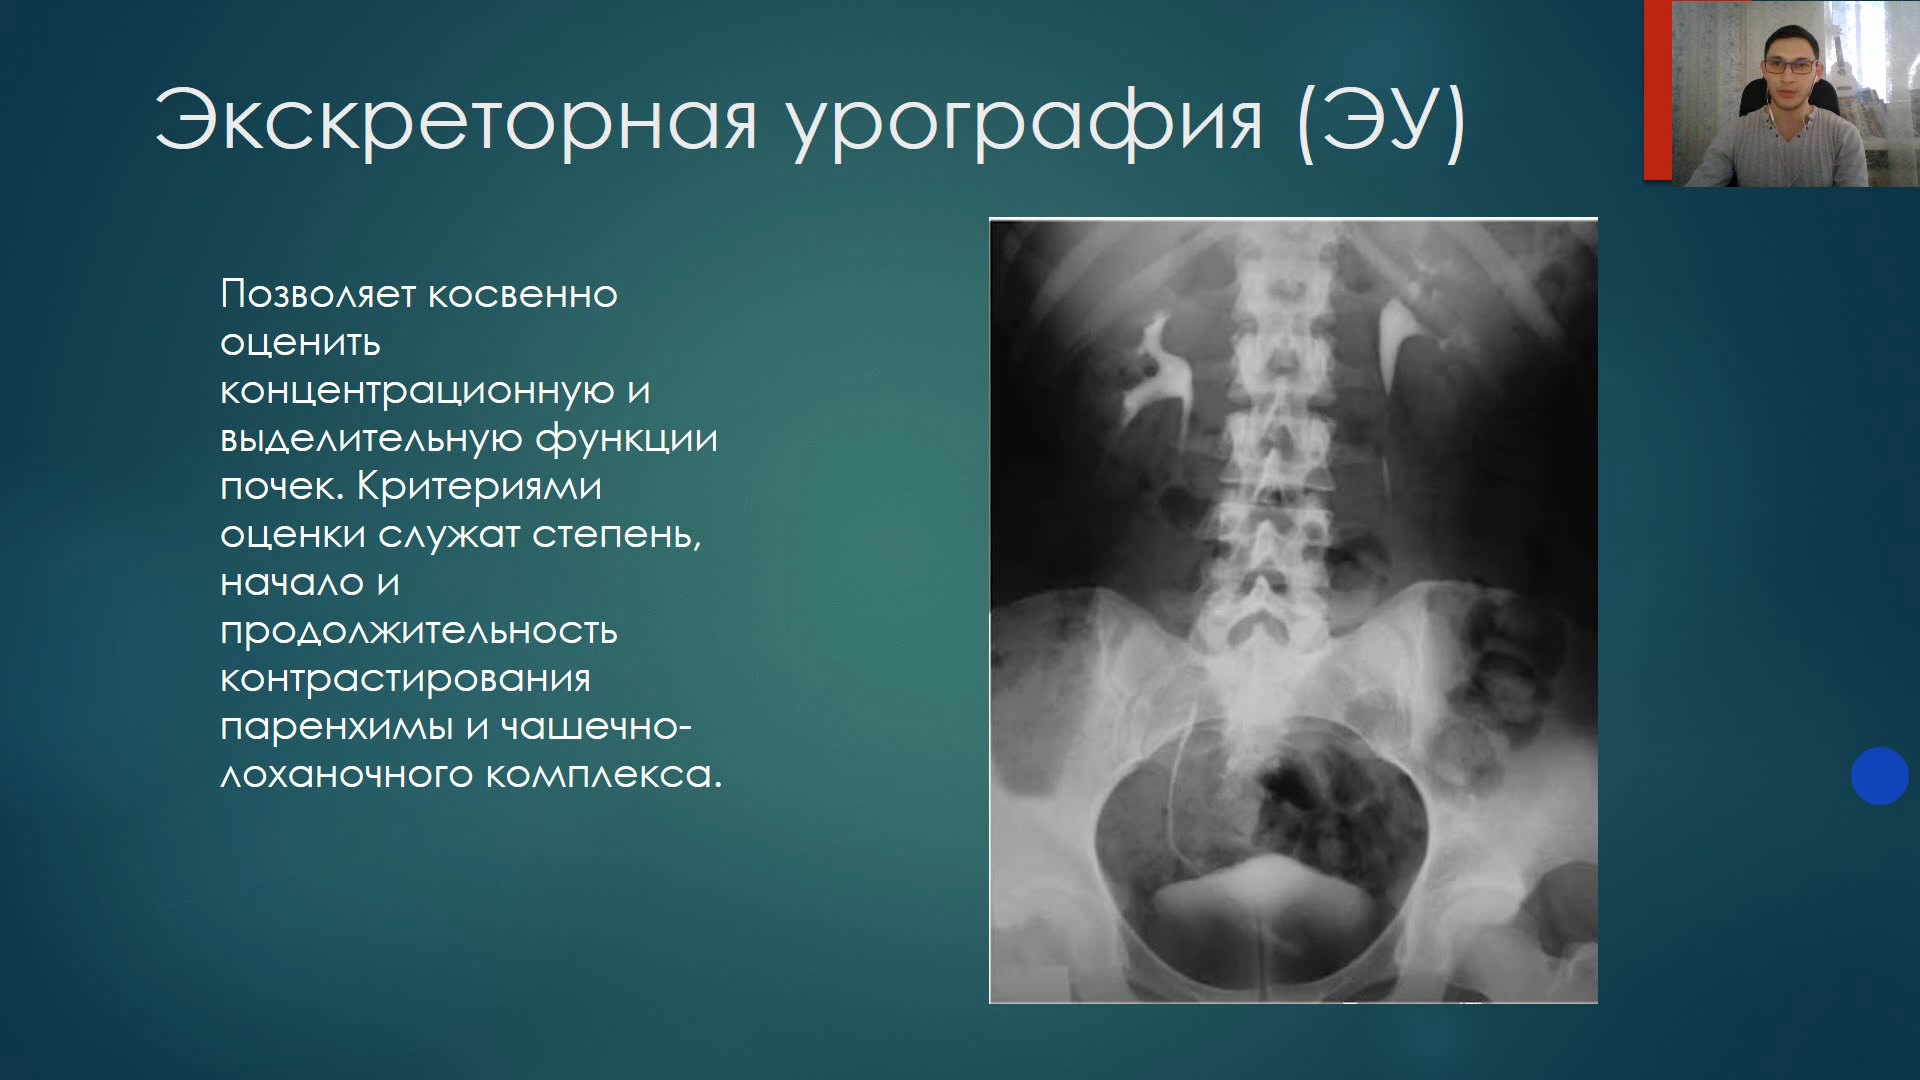 Экскреторная урография (ЭУ)
Позволяет косвенно
оценить
концентрационную и
выделительную функции
почек. Критериями
оценки служат степень,
начало и
продолжительность
контрастирования
паренхимы и чашечно-
лоханочного комплекса.